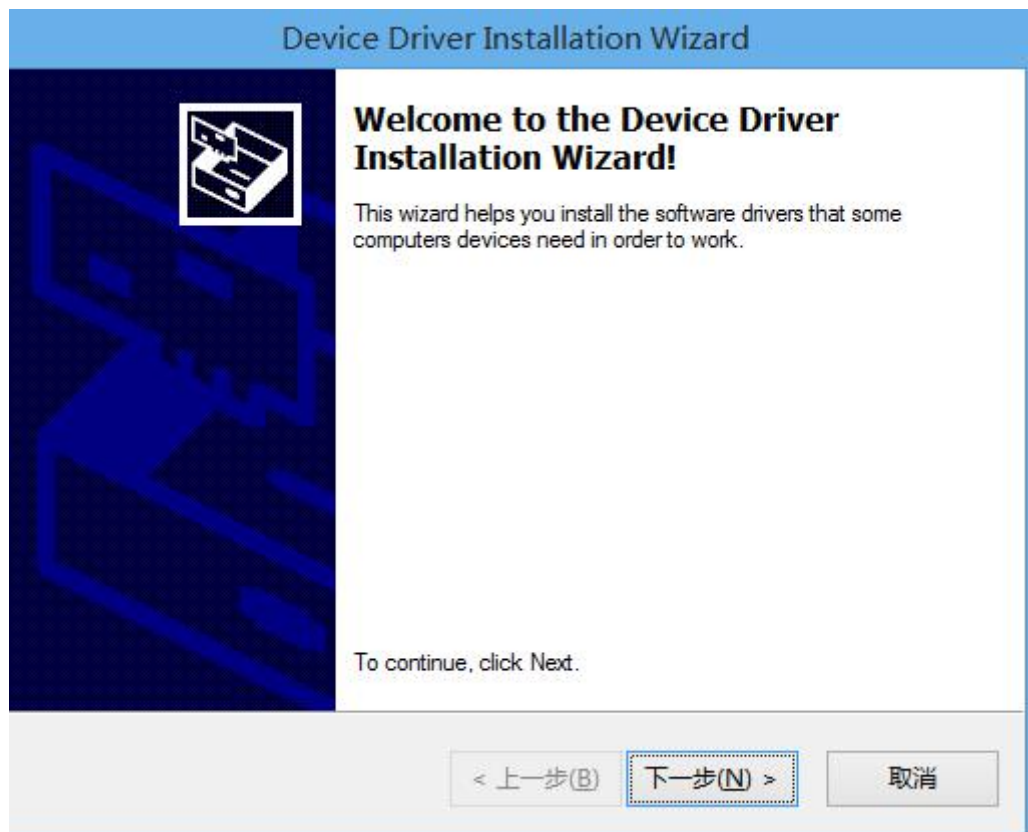 Device Driver Installation Wizard
Welcome to the Device Driver
Installation Wizard!
This wizard helps you install the software drivers that some
computers devices need in order to work.
To continue, click Next.
< 上一步(B)
下一步(N) >
取消